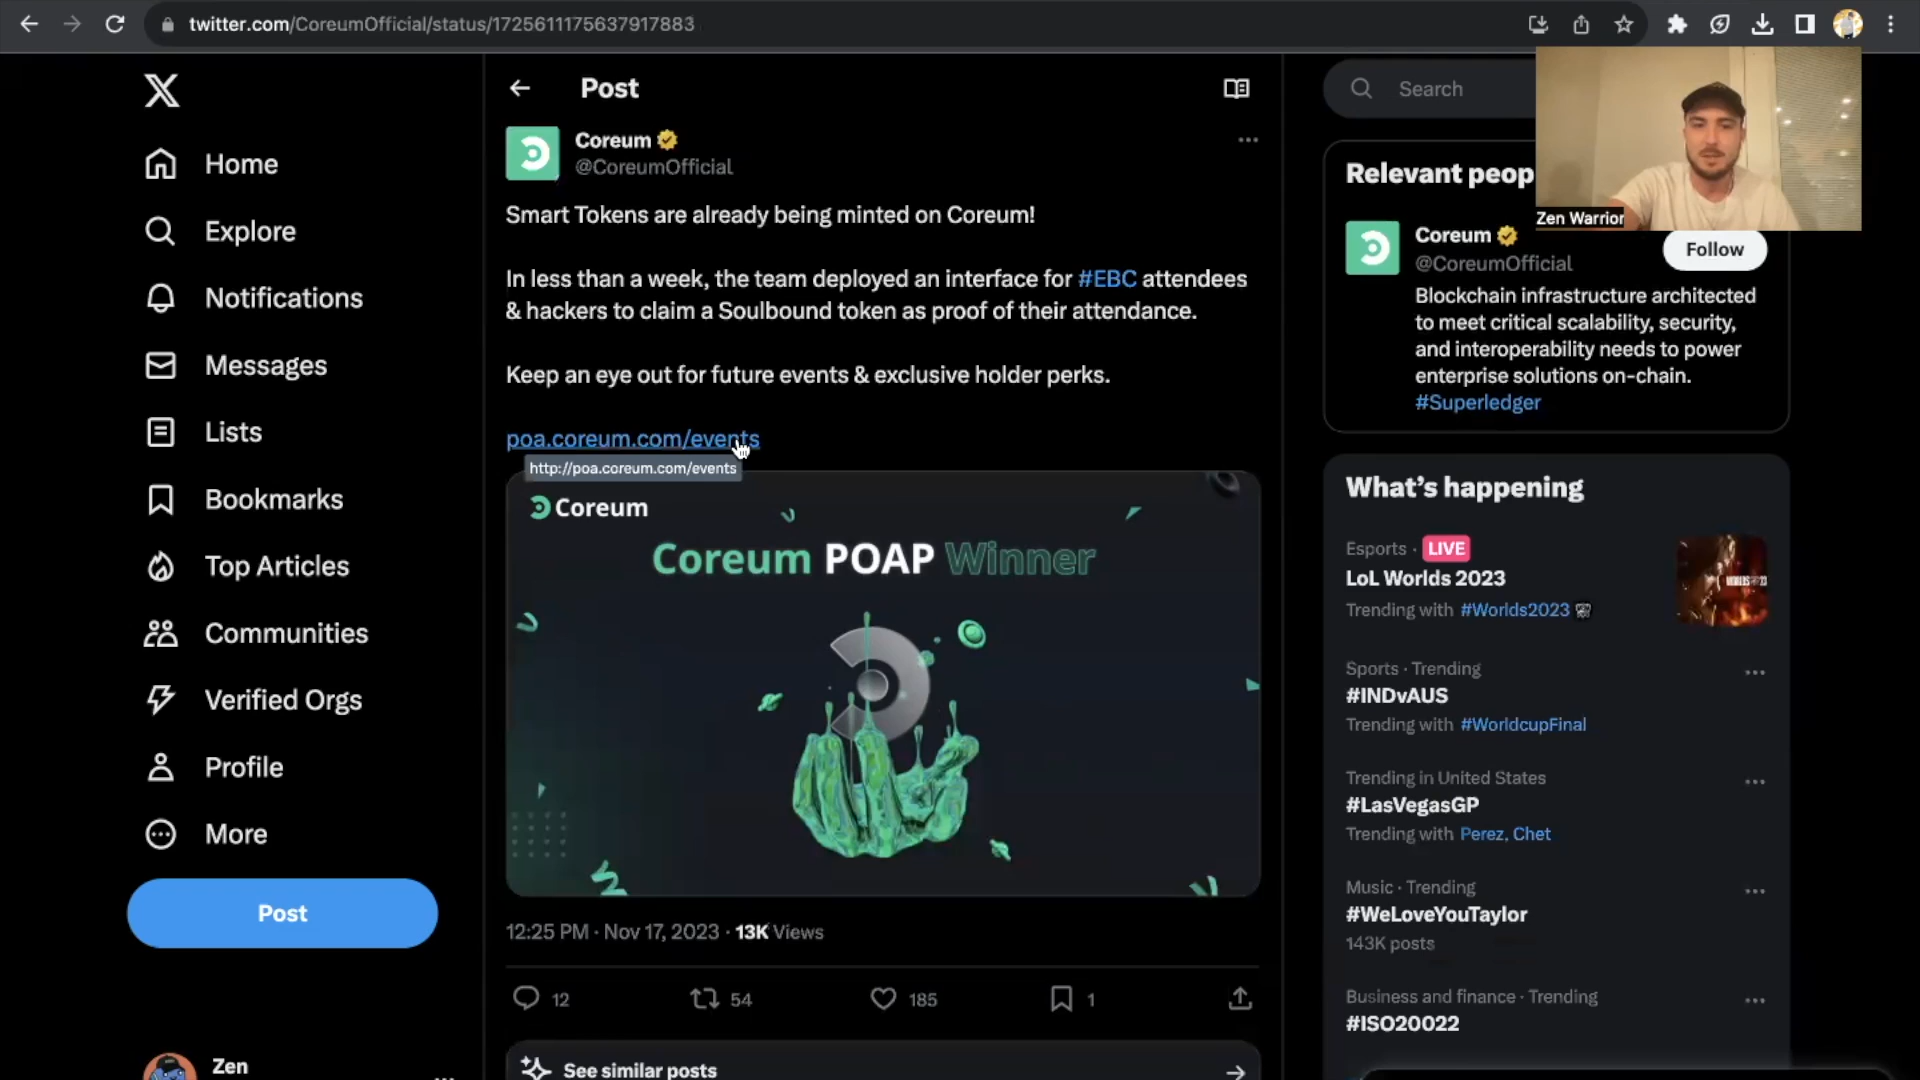 twitter.com/CoreumOfficial/status/1725611175637917883
Home
Explore
Notifications
Messages
Lists
Bookmarks
Top Articles
Communities
Verified Orgs
Profile
More
Post
Zen
Post
Coreum
@CoreumOfficial
Smart Tokens are already being minted on Coreum!
In less than a week, the team deployed an interface for #EBC attendees
& hackers to claim a Soulbound token as proof of their attendance.
Keep an eye out for future events & exclusive holder perks.
poa.coreum.com/events
http://poa.coreum.com/events
Coreum
Coreum POAP Winner
12:25 PM · Nov 17, 2023 · 13K Views
12 54 185 1
See similar posts
Search
Zen Warrior
Relevant peop
Coreum
@CoreumOfficial
Follow
Blockchain infrastructure architected
to meet critical scalability, security,
and interoperability needs to power
enterprise solutions on-chain.
#Superledger
What's happening
Esports · LIVE
LoL Worlds 2023
Trending with #Worlds2023
Sports · Trending
#INDvAUS
Trending with #WorldcupFinal
Trending in United States
#LasVegasGP
Trending with Perez, Chet
Music · Trending
#WeLoveYouTaylor
143K posts
Business and finance · Trending
#ISO20022